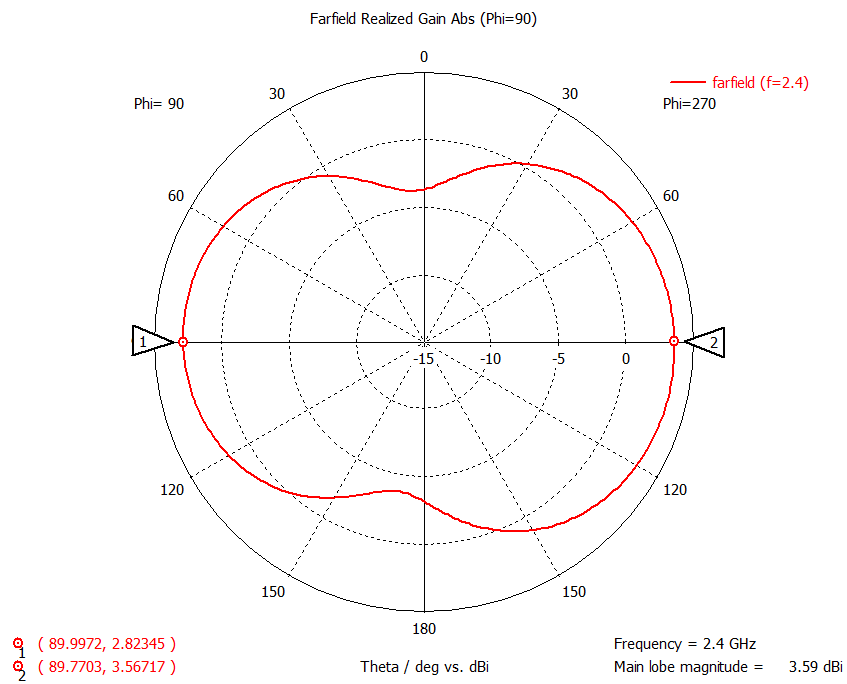 Farfield Realized Gain Abs (Phi=90)
0
farfield (f=2.4)
30 30
Phi= 90 Phi=270
60 60
1 2
-15 -10 -5 0
120 120
150 150
180
1 ( 89.9972, 2.82345 ) Frequency = 2.4 GHz
2 ( 89.7703, 3.56717 ) Theta / deg vs. dBi Main lobe magnitude = 3.59 dBi